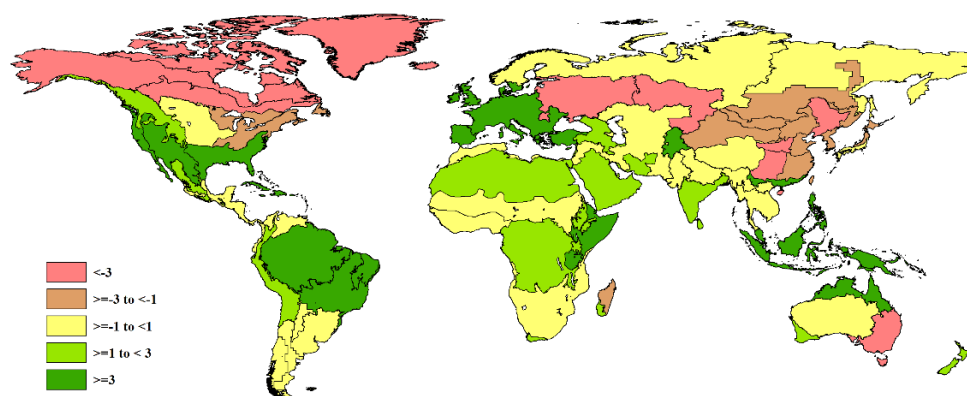 <-3
>=-3 to <-1
>=-1 to <1
>=1 to < 3
>=3